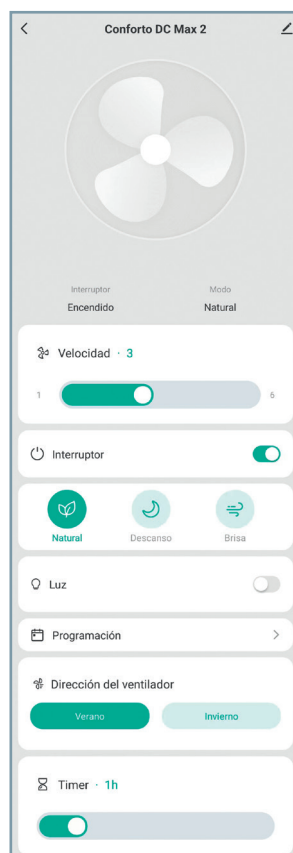 Conforto DC Max 2
Interruptor Modo
Encendido Natural
Velocidad · 3
1 6
Interruptor
Natural Descanso Brisa
Luz
Programación
Dirección del ventilador
Verano Invierno
Timer · 1h